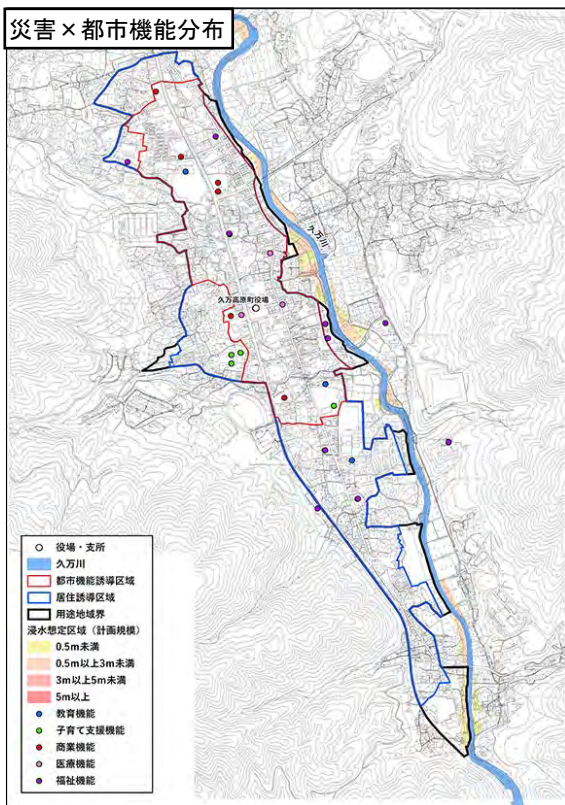 災害×都市機能分布
久万川
久万高原町役場
役場・支所
久万川
都市機能誘導区域
居住誘導区域
用途地域界
浸水想定区域（計画規模）
0.5m未満
0.5m以上3m未満
3m以上5m未満
5m以上
教育機能
子育て支援機能
商業機能
医療機能
福祉機能